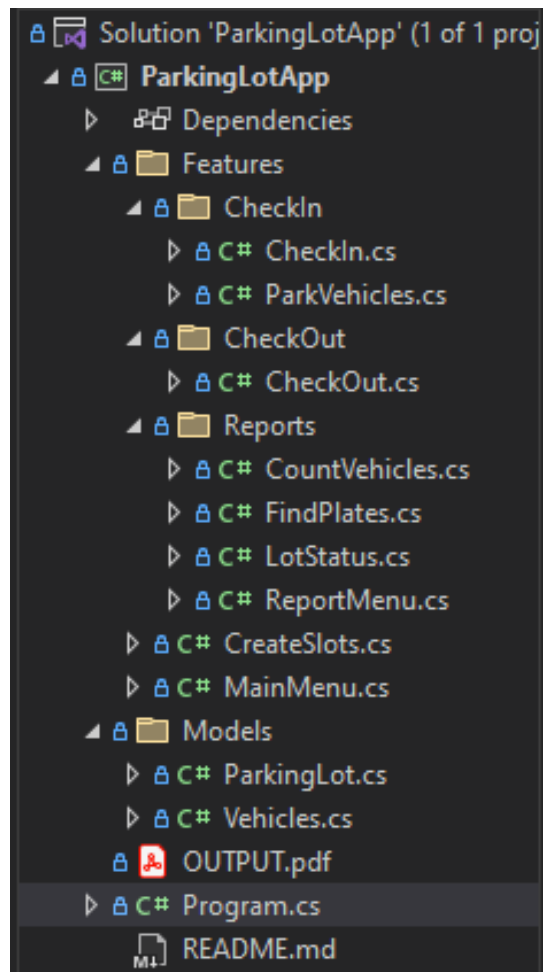 Solution 'ParkingLotApp' (1 of 1 proj
C# ParkingLotApp
Dependencies
Features
CheckIn
C# CheckIn.cs
C# ParkVehicles.cs
CheckOut
C# CheckOut.cs
Reports
C# CountVehicles.cs
C# FindPlates.cs
C# LotStatus.cs
C# ReportMenu.cs
C# CreateSlots.cs
C# MainMenu.cs
Models
C# ParkingLot.cs
C# Vehicles.cs
OUTPUT.pdf
C# Program.cs
M↓ README.md